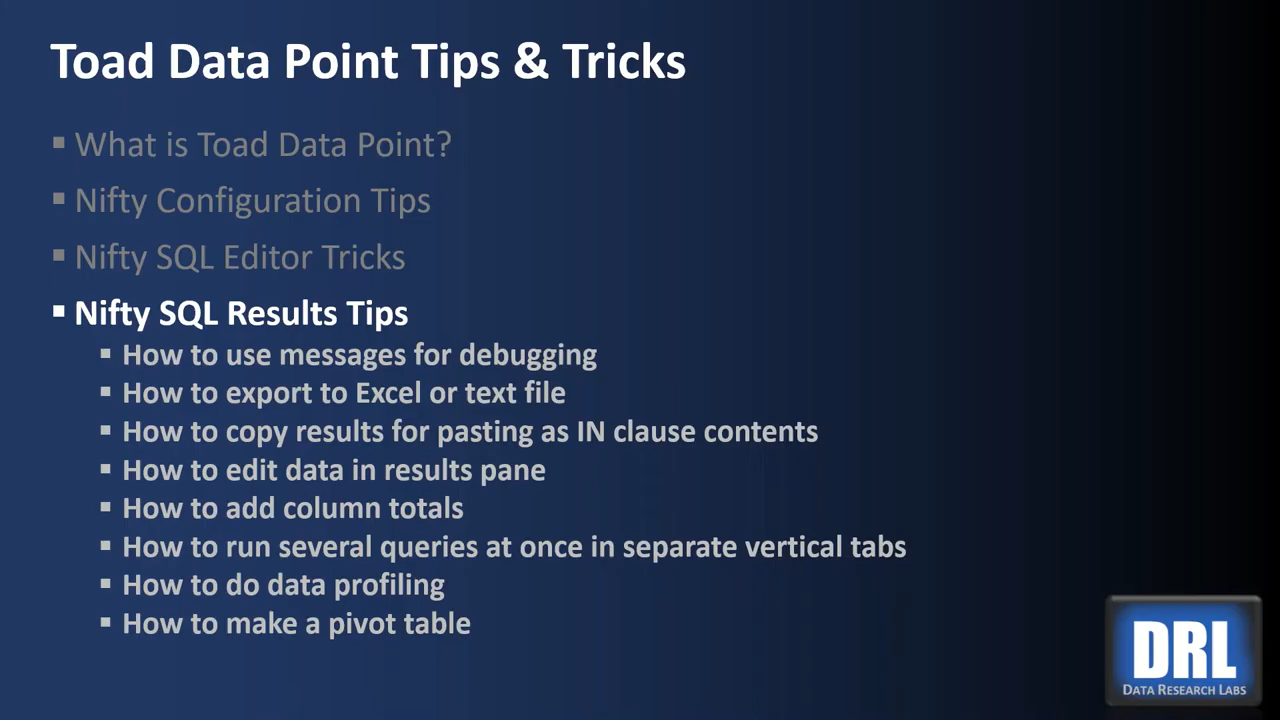 Toad Data Point Tips & Tricks
▪ What is Toad Data Point?
▪ Nifty Configuration Tips
▪ Nifty SQL Editor Tricks
▪ Nifty SQL Results Tips
▪ How to use messages for debugging
▪ How to export to Excel or text file
▪ How to copy results for pasting as IN clause contents
▪ How to edit data in results pane
▪ How to add column totals
▪ How to run several queries at once in separate vertical tabs
▪ How to do data profiling
▪ How to make a pivot table
DRL
DATA RESEARCH LABS